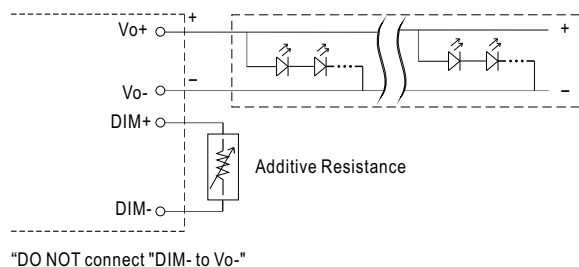 Vo+
+
+
–
Vo-
–
DIM+
Additive Resistance
DIM-
“DO NOT connect "DIM- to Vo-"